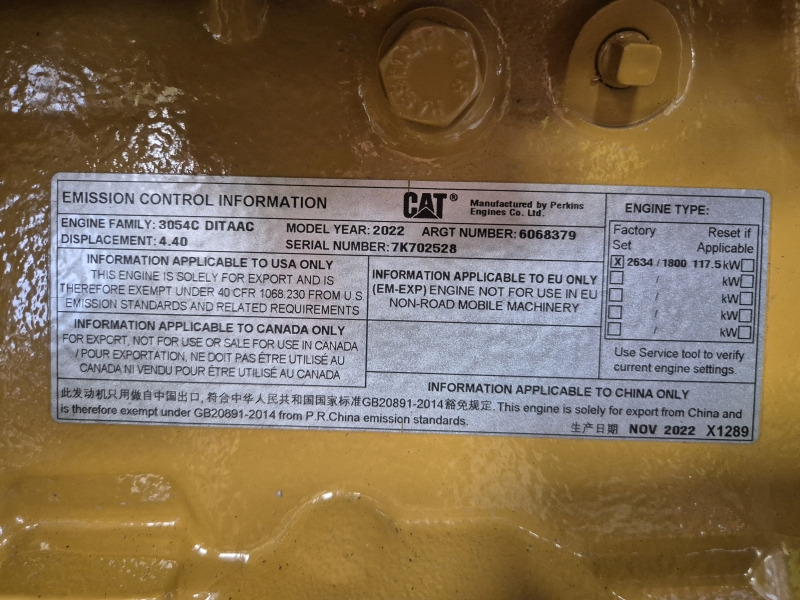 EMISSION CONTROL INFORMATION
CAT®
Manufactured by Perkins
Engines Co. Ltd.
ENGINE FAMILY: 3054C DITAAC
MODEL YEAR: 2022
ARGT NUMBER: 6068379
DISPLACEMENT: 4.40
SERIAL NUMBER: 7K702528
INFORMATION APPLICABLE TO USA ONLY
THIS ENGINE IS SOLELY FOR EXPORT AND IS
THEREFORE EXEMPT UNDER 40 CFR 1068.230 FROM U.S.
EMISSION STANDARDS AND RELATED REQUIREMENTS
INFORMATION APPLICABLE TO EU ONLY
(EM-EXP) ENGINE NOT FOR USE IN EU
NON-ROAD MOBILE MACHINERY
INFORMATION APPLICABLE TO CANADA ONLY
FOR EXPORT, NOT FOR USE OR SALE FOR USE IN CANADA
/ POUR EXPORTATION, NE DOIT PAS ÊTRE UTILISÉ AU
CANADA NI VENDU POUR ÊTRE UTILISÉ AU CANADA
ENGINE TYPE:
Factory Reset if
Set Applicable
X 2634 / 1800 117.5 kW
/ kW
/ kW
/ kW
/ kW
Use Service tool to verify
current engine settings
INFORMATION APPLICABLE TO CHINA ONLY
此发动机只用做自中国出口, 符合中华人民共和国国家标准GB20891-2014豁免规定. This engine is solely for export from China and
is therefore exempt under GB20891-2014 from P.R.China emission standards.
生产日期 NOV 2022 X1289